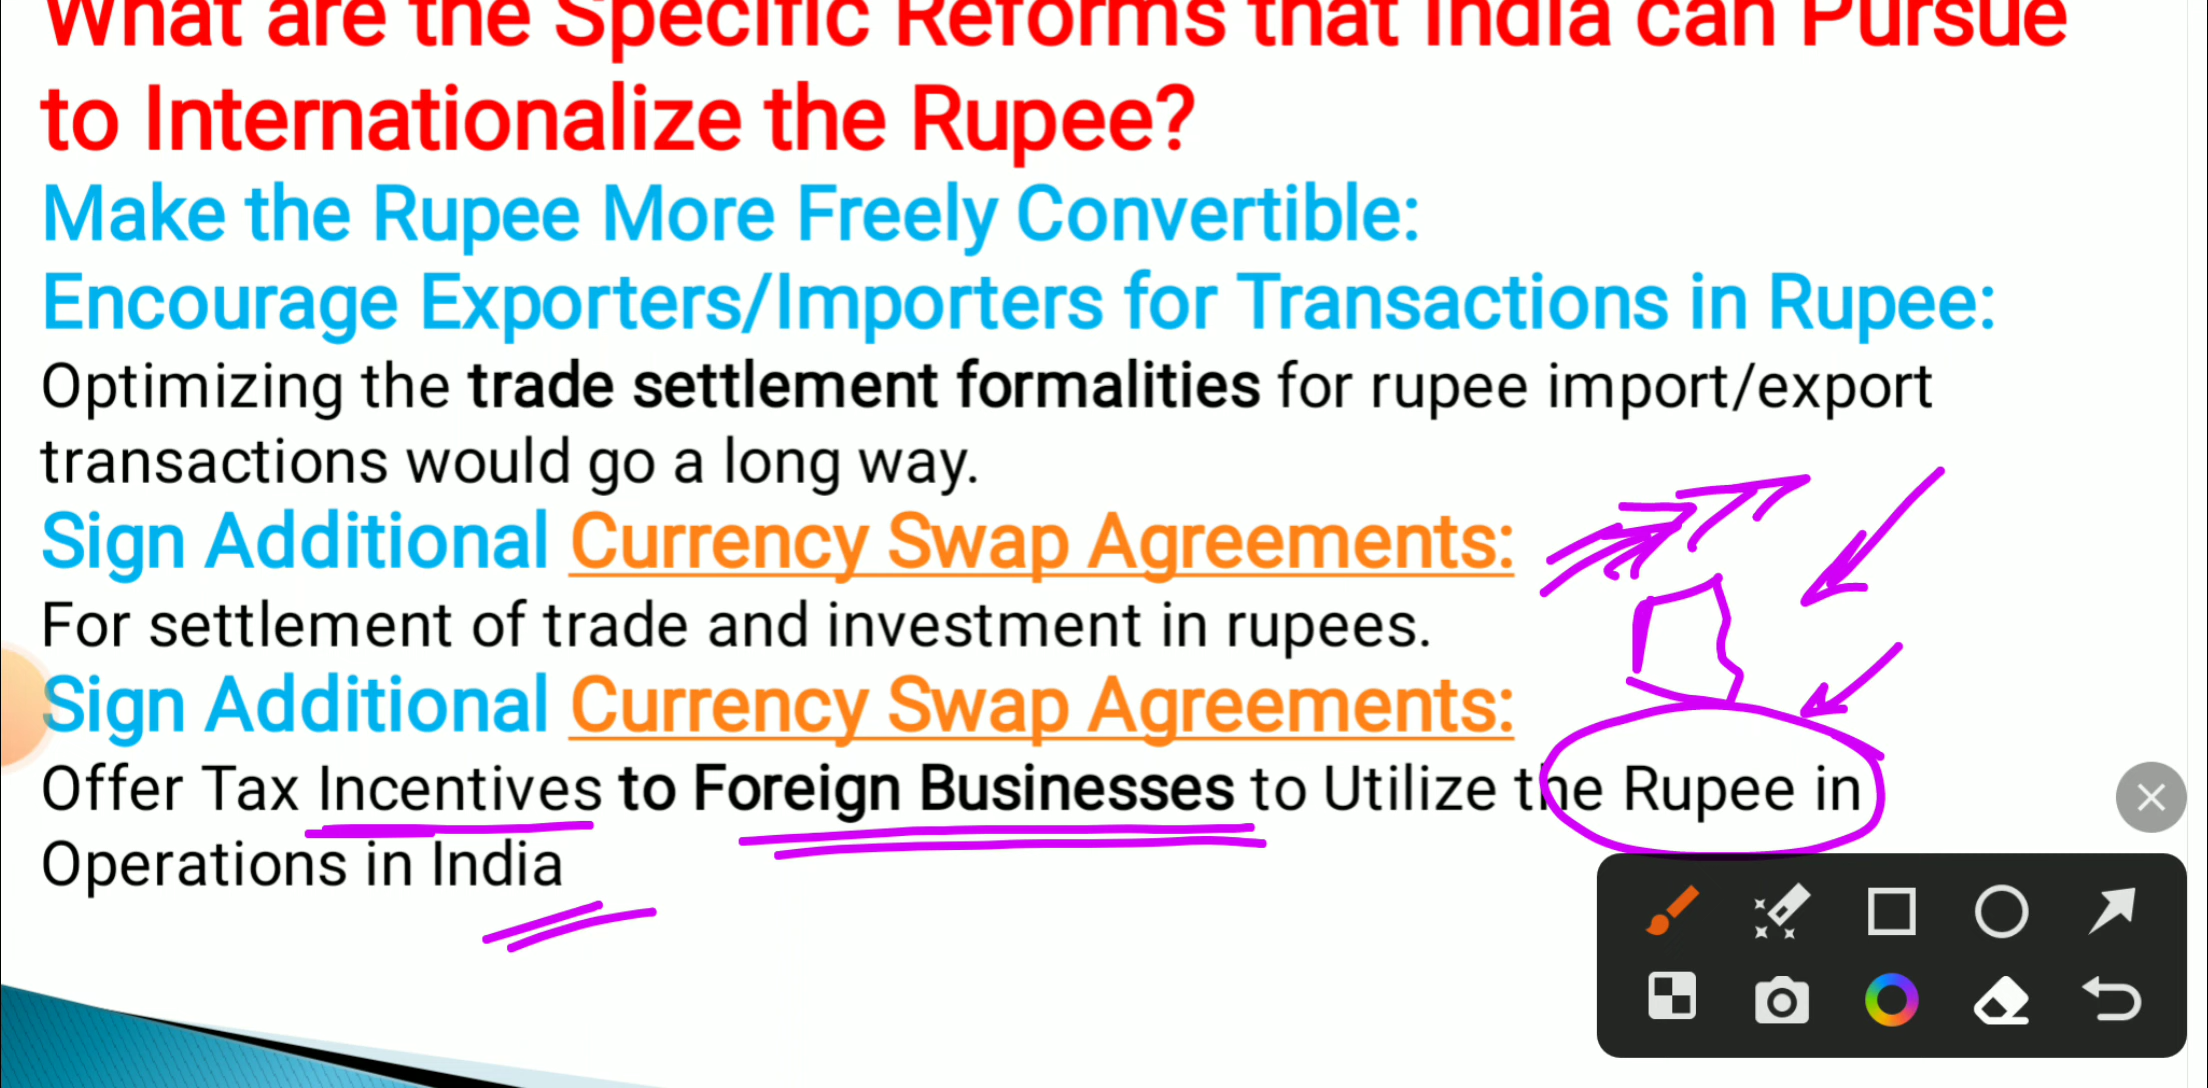 What are the Specific Reforms that India can Pursue
to Internationalize the Rupee?
Make the Rupee More Freely Convertible:
Encourage Exporters/Importers for Transactions in Rupee:
Optimizing the trade settlement formalities for rupee import/export
transactions would go a long way.
Sign Additional Currency Swap Agreements:
For settlement of trade and investment in rupees.
Sign Additional Currency Swap Agreements:
Offer Tax Incentives to Foreign Businesses to Utilize the Rupee in
Operations in India